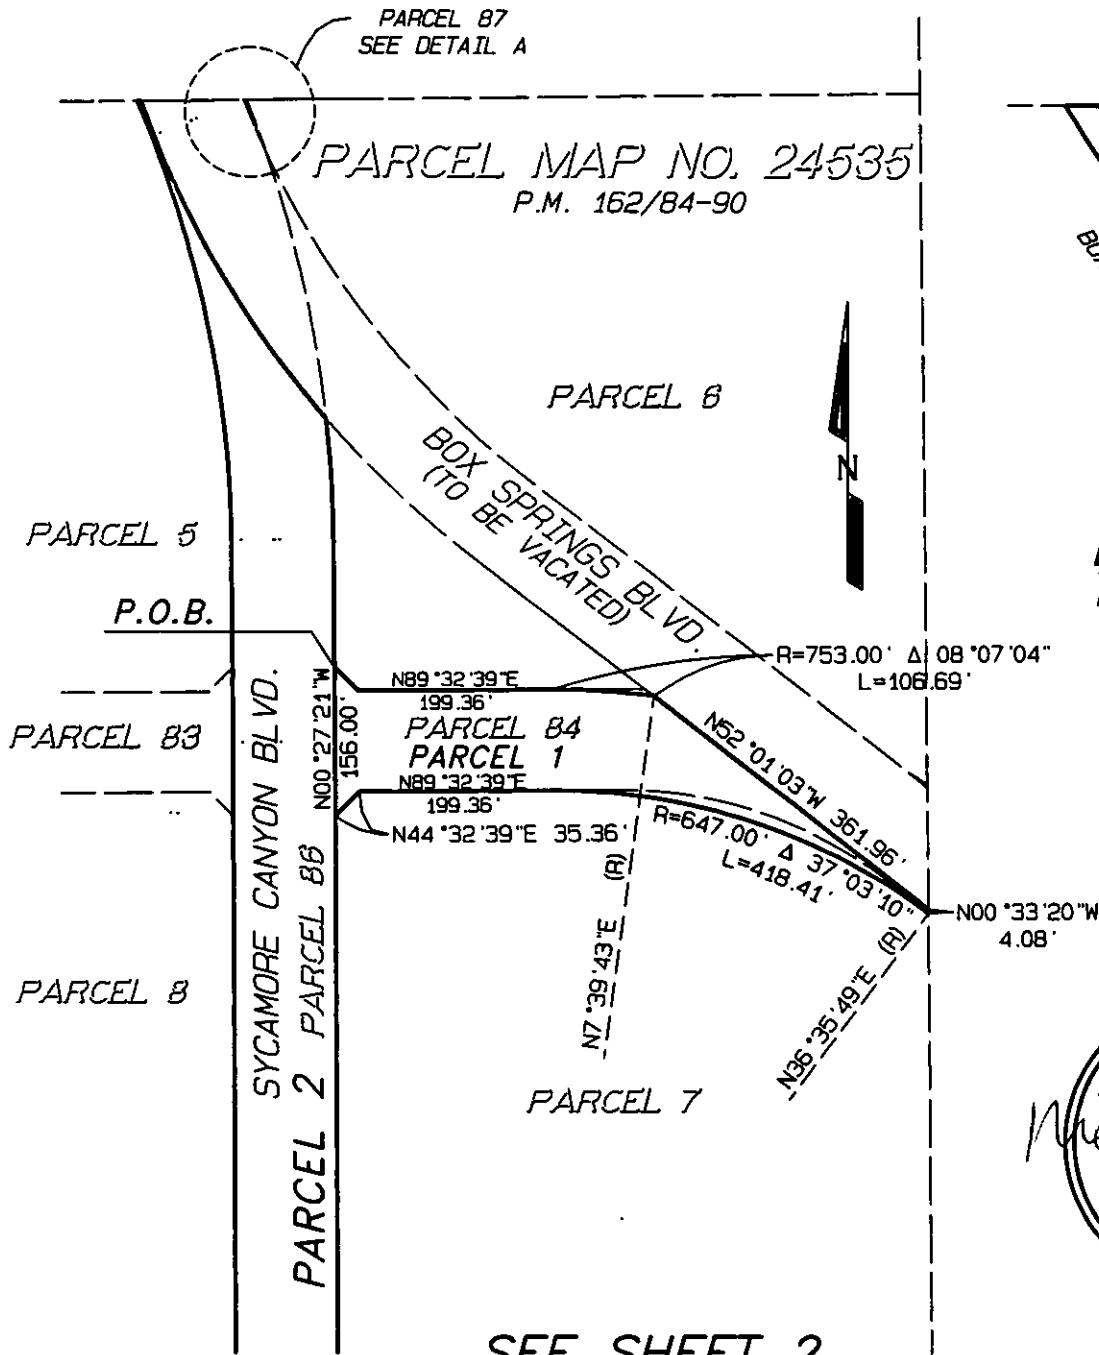 PARCEL 87
SEE DETAIL A
PARCEL MAP NO. 24535
P.M. 162/84-90
PARCEL 6
N
BOX SPRINGS BLVD.
(TO BE VACATED)
PARCEL 5
P.O.B.
R=753.00' Δ 08°07'04"
L=106.69'
N89°32'39"E
199.36'
PARCEL 83
SYCAMORE CANYON BLVD.
N00°27'21"W
156.00'
PARCEL 84
PARCEL 1
N52°01'03"W 361.96'
N89°32'39"E
199.36'
N44°32'39"E 35.36'
R=647.00' Δ 37°03'10"
L=418.41'
N00°33'20"W
4.08'
N7°39'43"E (R)
N36°35'49"E (R)
PARCEL 8
PARCEL 2 PARCEL 86
PARCEL 7
SEE SHEET 2